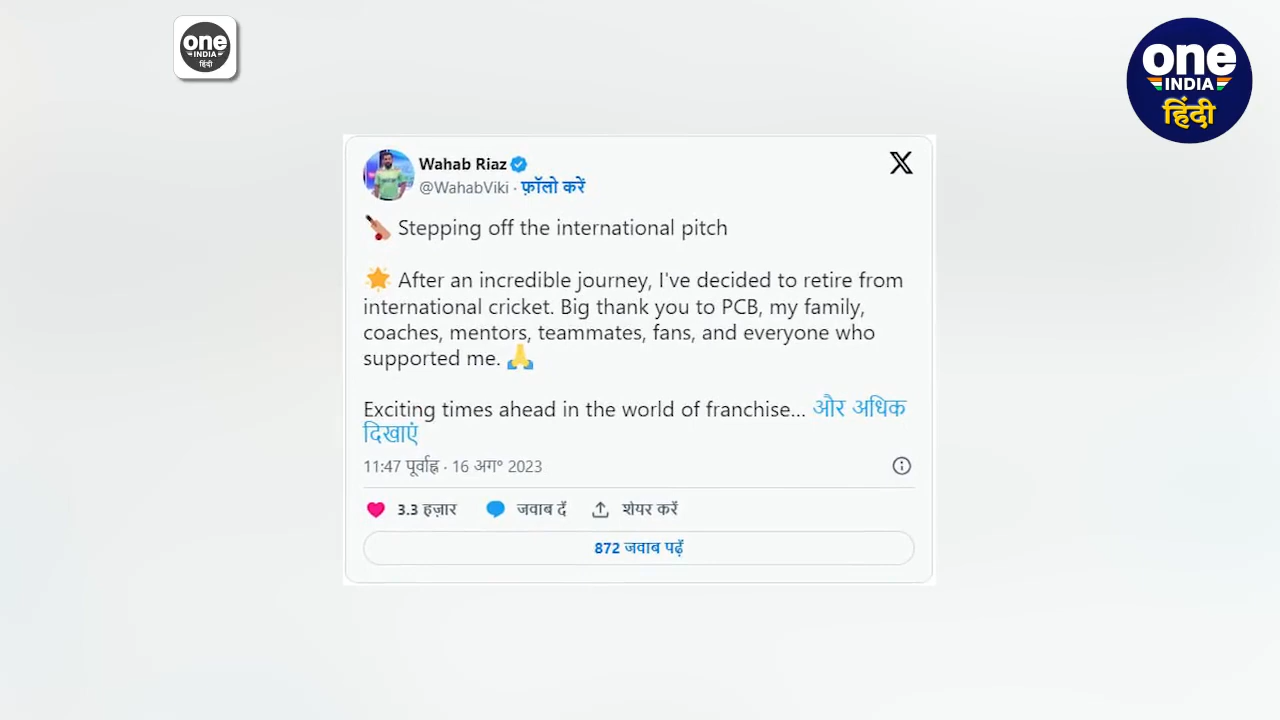 one
INDIA
हिंदी
one
INDIA
हिंदी
Wahab Riaz
@WahabViki · फ़ॉलो करें
X
Stepping off the international pitch
After an incredible journey, I've decided to retire from
international cricket. Big thank you to PCB, my family,
coaches, mentors, teammates, fans, and everyone who
supported me.
Exciting times ahead in the world of franchise... और अधिक
दिखाएं
11:47 पूर्वाह्न · 16 अग॰ 2023
3.3 हज़ार जवाब दें शेयर करें
872 जवाब पढ़ें